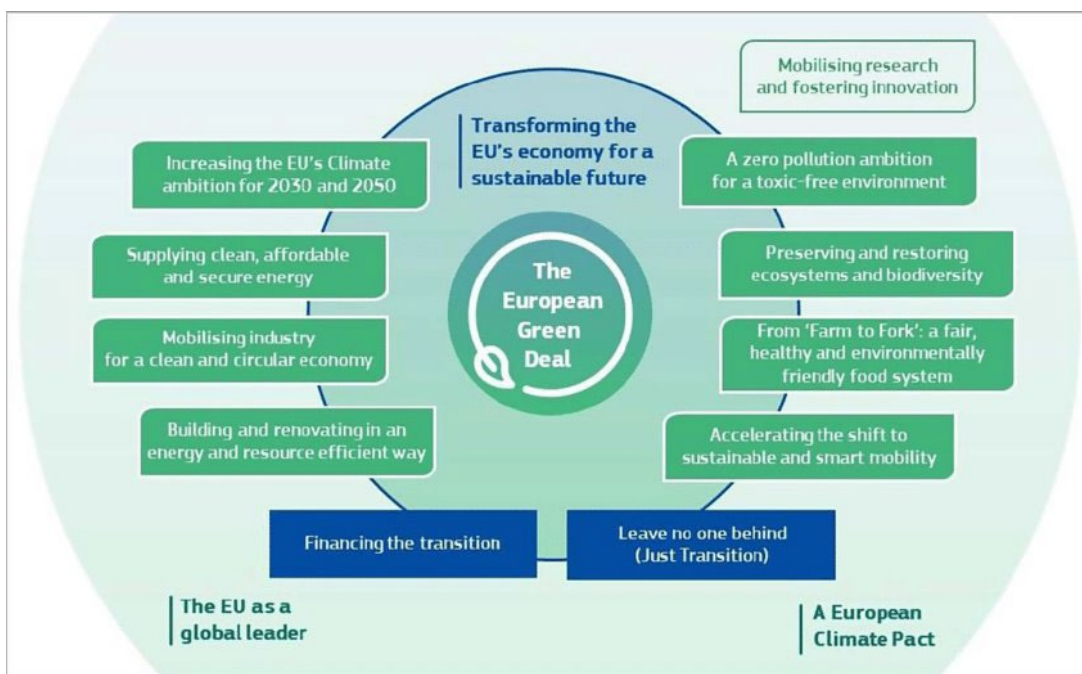 Mobilising research
and fostering innovation
Transforming the
EU's economy for a
sustainable future
Increasing the EU's Climate
ambition for 2030 and 2050
A zero pollution ambition
for a toxic-free environment
Supplying clean, affordable
and secure energy
Preserving and restoring
ecosystems and biodiversity
The
European
Green
Deal
Mobilising industry
for a clean and circular economy
From 'Farm to Fork': a fair,
healthy and environmentally
friendly food system
Building and renovating in an
energy and resource efficient way
Accelerating the shift to
sustainable and smart mobility
Financing the transition
Leave no one behind
(Just Transition)
The EU as a
global leader
A European
Climate Pact